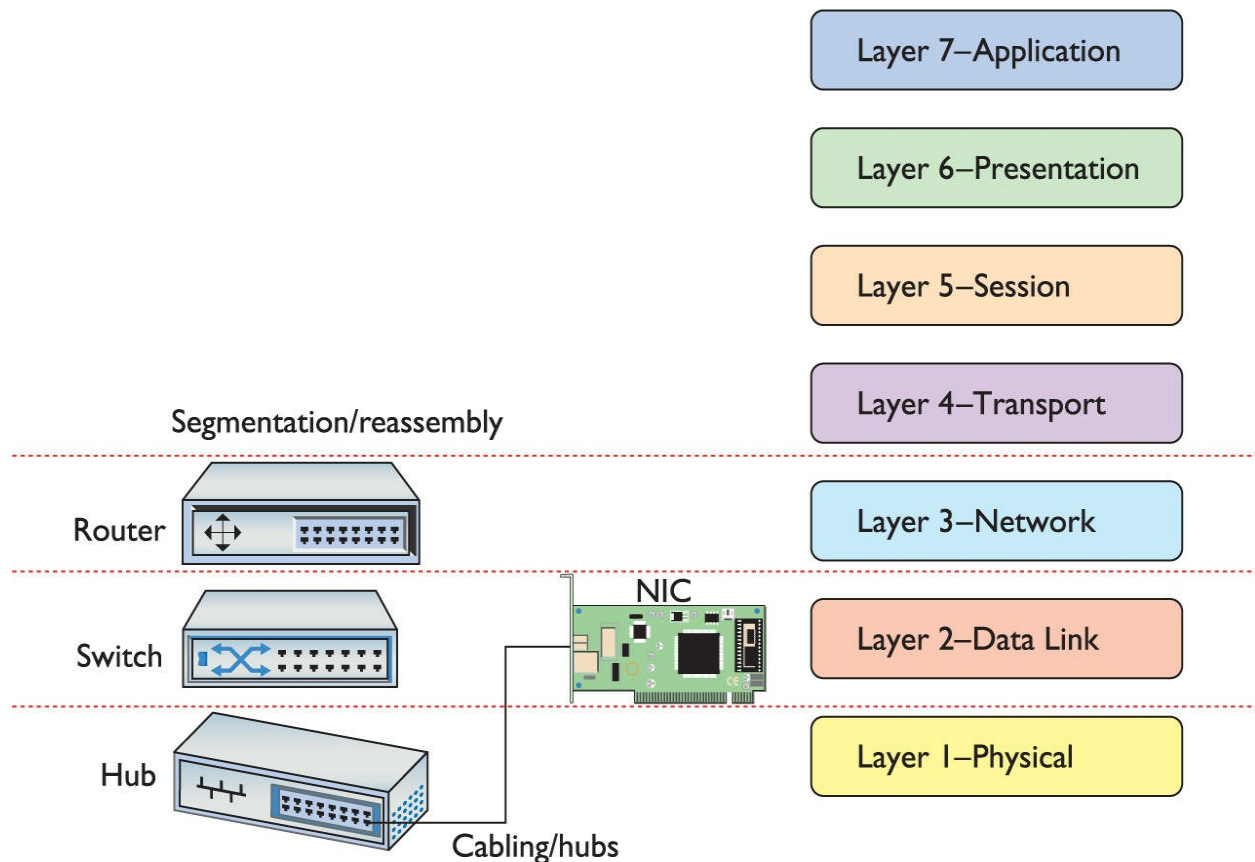 Layer 7–Application
Layer 6–Presentation
Layer 5–Session
Layer 4–Transport
Segmentation/reassembly
Router
Layer 3–Network
NIC
Switch
Layer 2–Data Link
Hub
Layer 1–Physical
Cabling/hubs